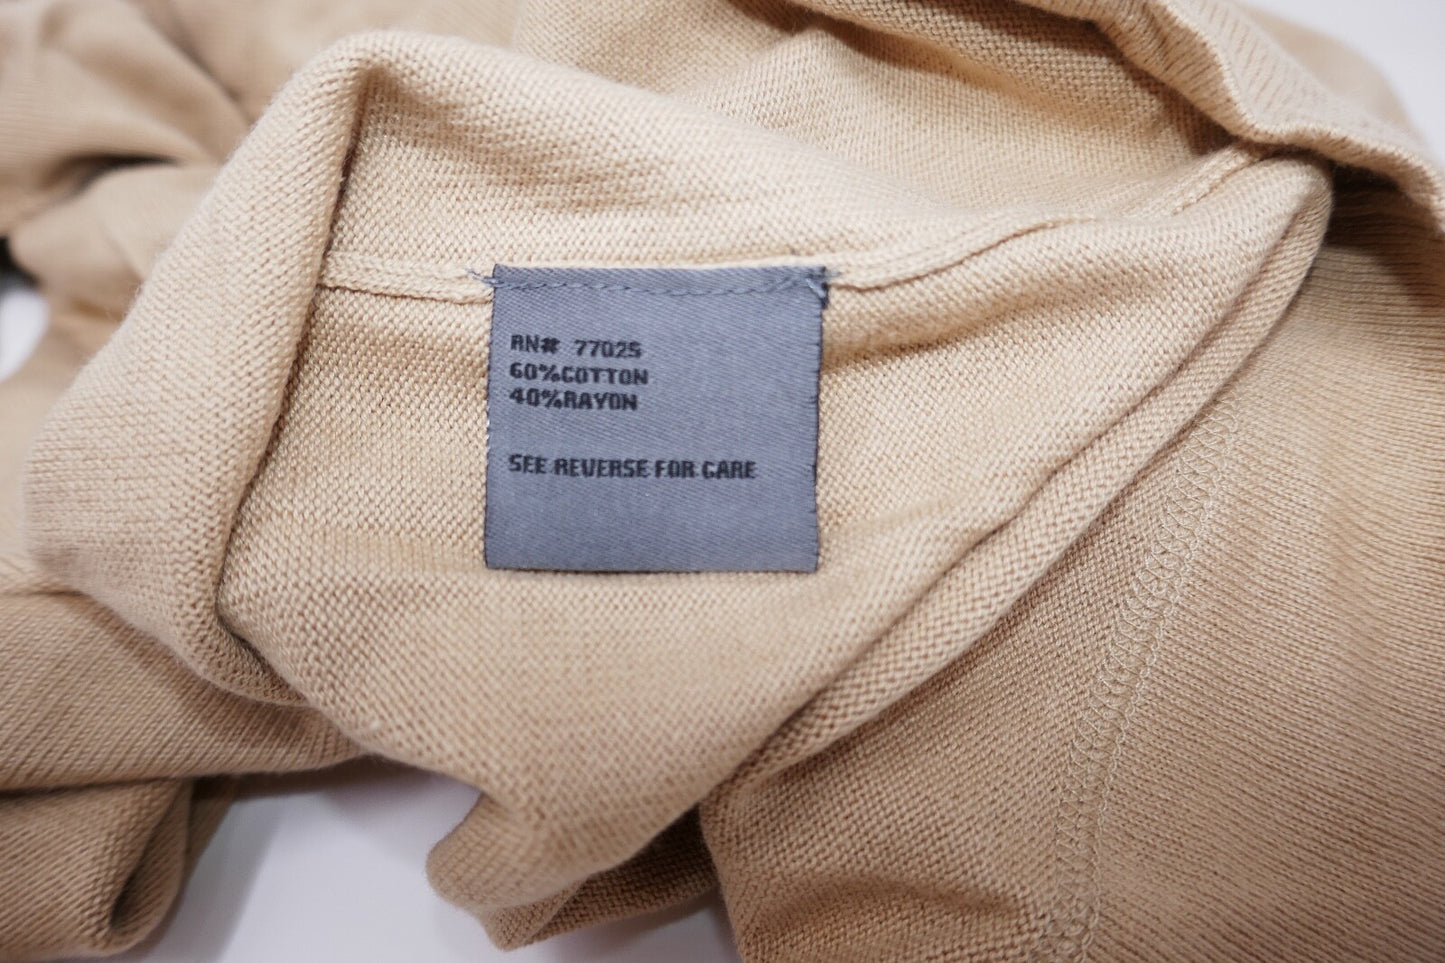 RN# 77025
60%COTTON
40%RAYON
SEE REVERSE FOR CARE